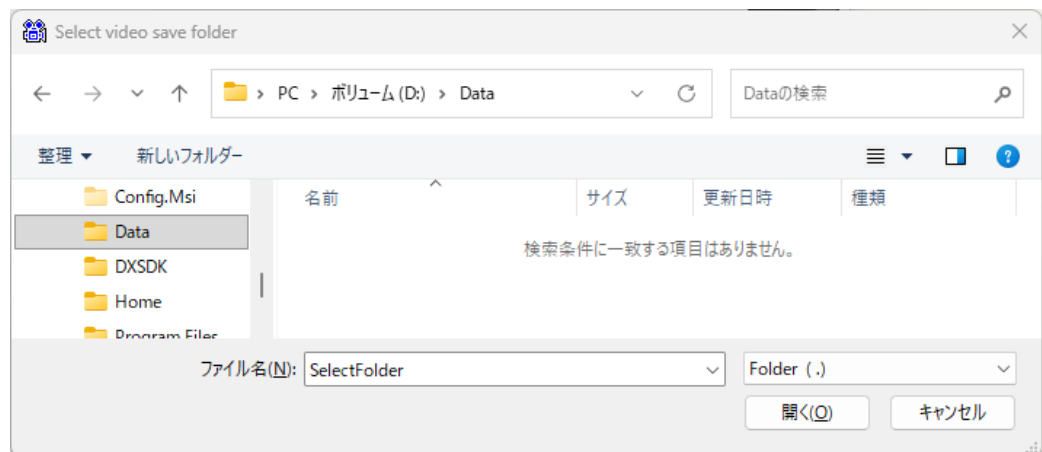 Select video save folder
PC > ボリューム (D:) > Data
Dataの検索
整理
新しいフォルダー
Config.Msi
Data
DXSDK
Home
Program Files
名前 サイズ 更新日時 種類
検索条件に一致する項目はありません。
ファイル名(N): SelectFolder
Folder ( .)
開く(O) キャンセル